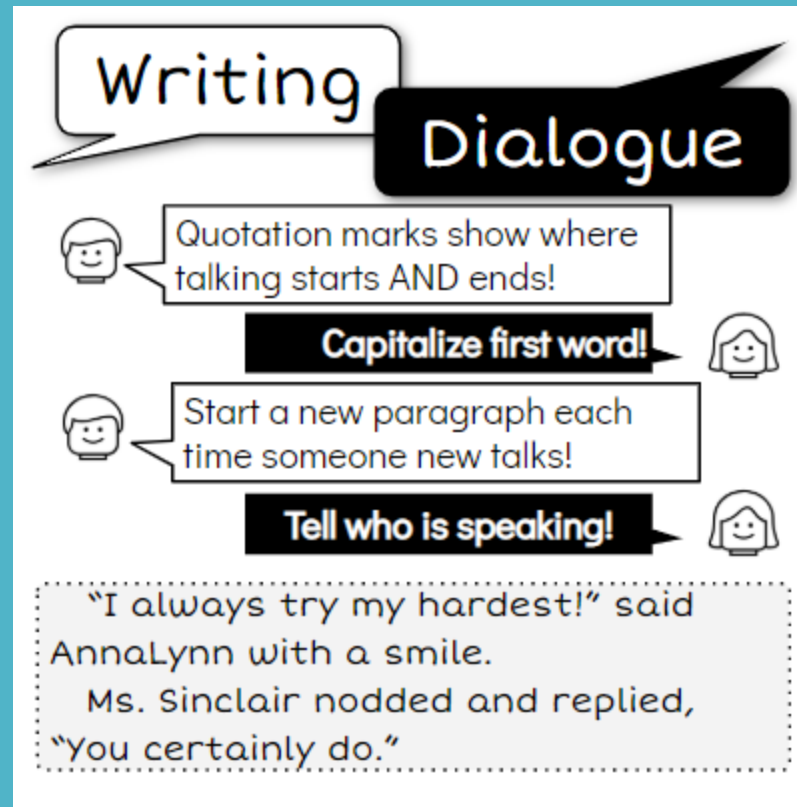 Writing
Dialogue
Quotation marks show where
talking starts AND ends!
Capitalize first word!
Start a new paragraph each
time someone new talks!
Tell who is speaking!
“I always try my hardest!” said
AnnaLynn with a smile.
Ms. Sinclair nodded and replied,
“You certainly do.”